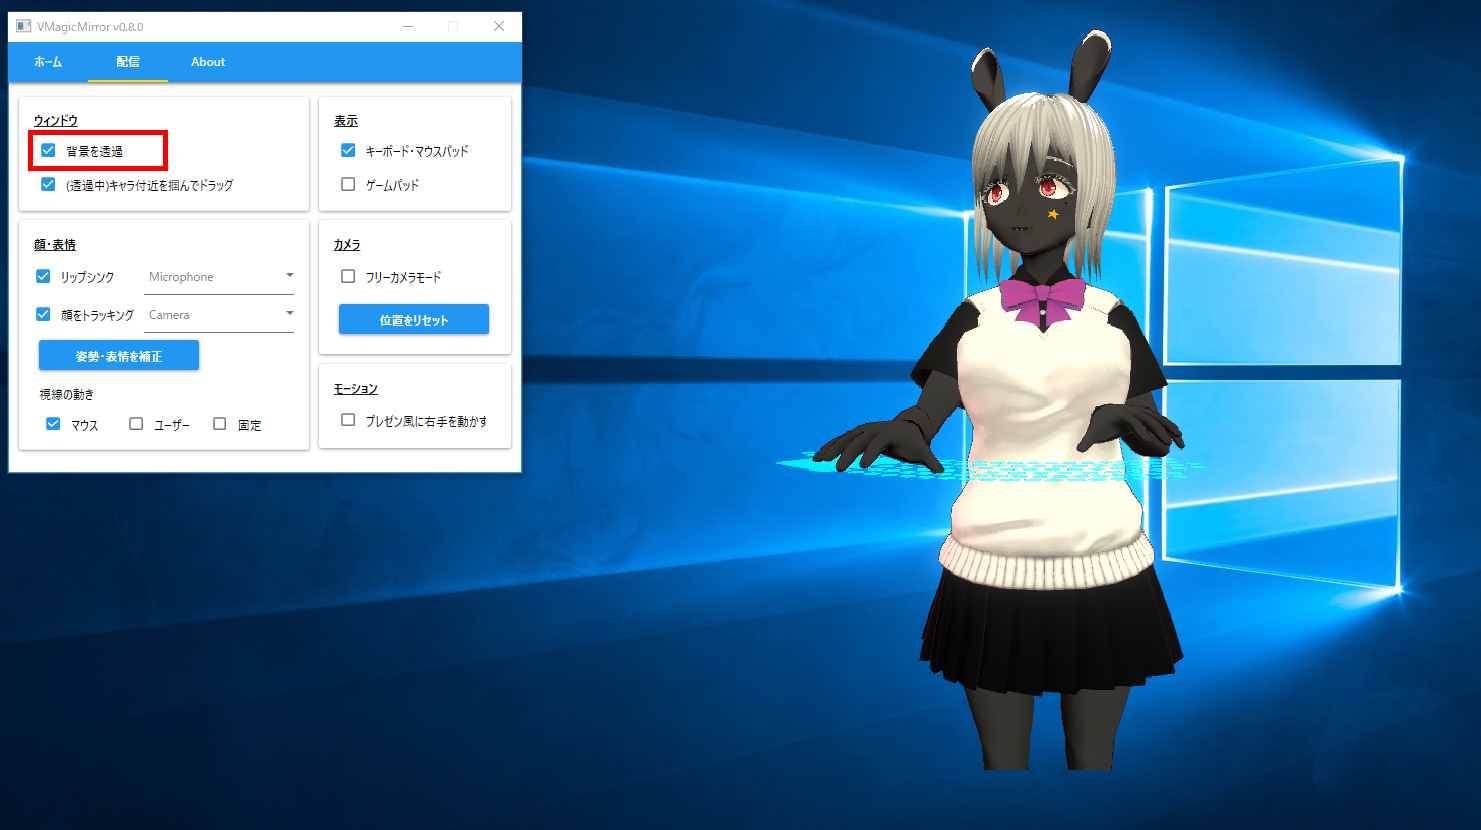 VMagicMirror v0.8.0
ホーム
配信
About
ウィンドウ
背景を透過
(透過中)キャラ付近を掴んでドラッグ
表示
キーボード・マウスパッド
ゲームパッド
顔・表情
リップシンク
Microphone
顔をトラッキング
Camera
姿勢・表情を補正
視線の動き
マウス
ユーザー
固定
カメラ
フリーカメラモード
位置をリセット
モーション
プレゼン風に右手を動かす